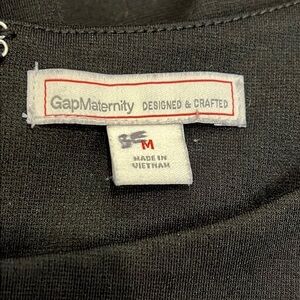 GapMaternity DESIGNED & CRAFTED
M
MADE IN
VIETNAM